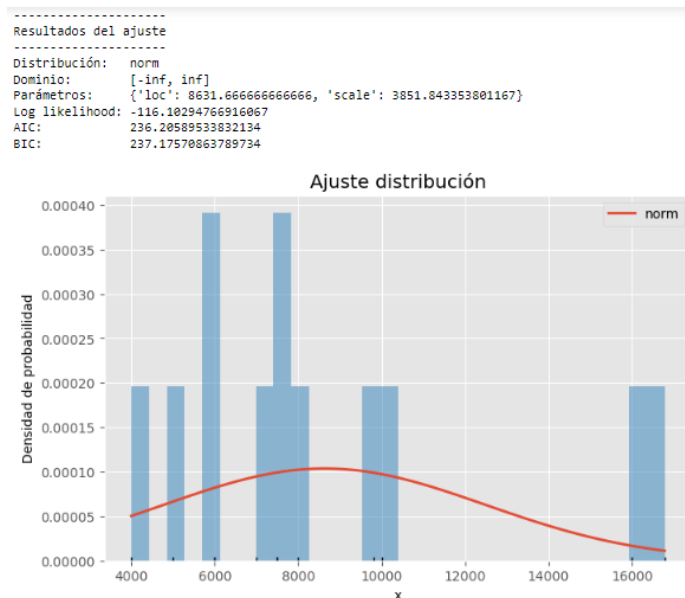 ---------------------
Resultados del ajuste
---------------------
Distribución:   norm
Dominio:        [-inf, inf]
Parámetros:     {'loc': 8631.666666666666, 'scale': 3851.843353801167}
Log likelihood: -116.10294766916067
AIC:            236.20589533832134
BIC:            237.17570863789734
Ajuste distribución
norm
Densidad de probabilidad
0.00040
0.00035
0.00030
0.00025
0.00020
0.00015
0.00010
0.00005
0.00000
4000 6000 8000 10000 12000 14000 16000
x